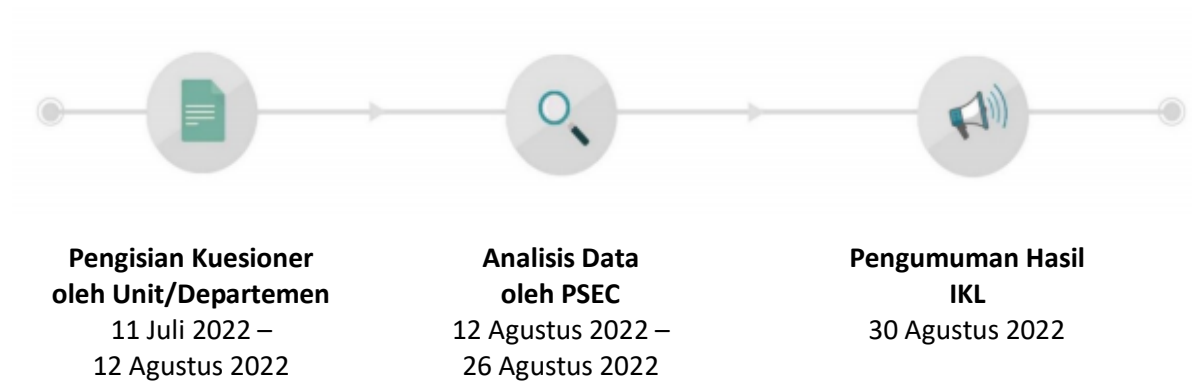 Pengisian Kuesioner
oleh Unit/Departemen
11 Juli 2022 –
12 Agustus 2022
Analisis Data
oleh PSEC
12 Agustus 2022 –
26 Agustus 2022
Pengumuman Hasil
IKL
30 Agustus 2022